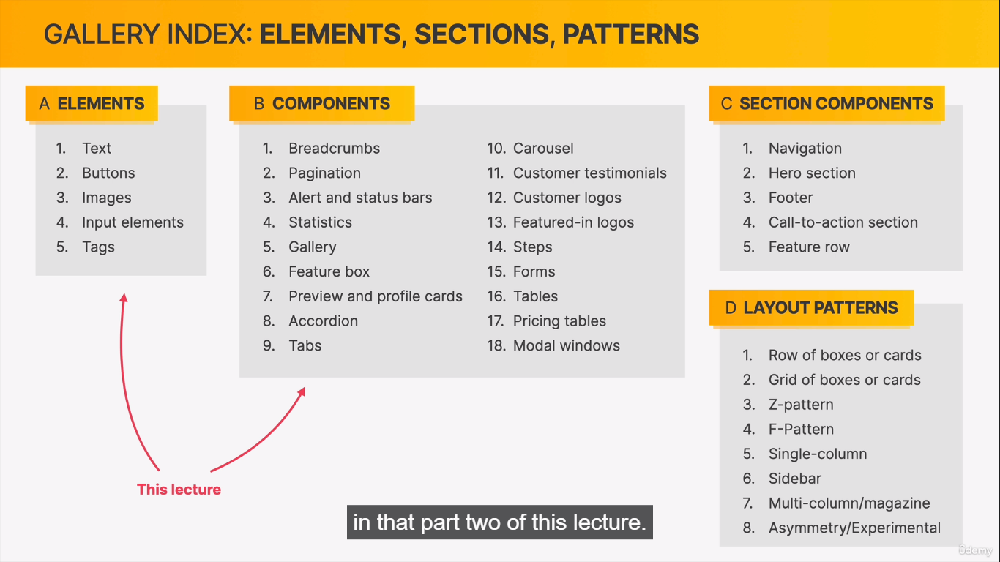 GALLERY INDEX: ELEMENTS, SECTIONS, PATTERNS
A ELEMENTS
1. Text
2. Buttons
3. Images
4. Input elements
5. Tags
B COMPONENTS
1. Breadcrumbs
2. Pagination
3. Alert and status bars
4. Statistics
5. Gallery
6. Feature box
7. Preview and profile cards
8. Accordion
9. Tabs
10. Carousel
11. Customer testimonials
12. Customer logos
13. Featured-in logos
14. Steps
15. Forms
16. Tables
17. Pricing tables
18. Modal windows
C SECTION COMPONENTS
1. Navigation
2. Hero section
3. Footer
4. Call-to-action section
5. Feature row
D LAYOUT PATTERNS
1. Row of boxes or cards
2. Grid of boxes or cards
3. Z-pattern
4. F-Pattern
5. Single-column
6. Sidebar
7. Multi-column/magazine
8. Asymmetry/Experimental
This lecture
in that part two of this lecture.
ûdemy